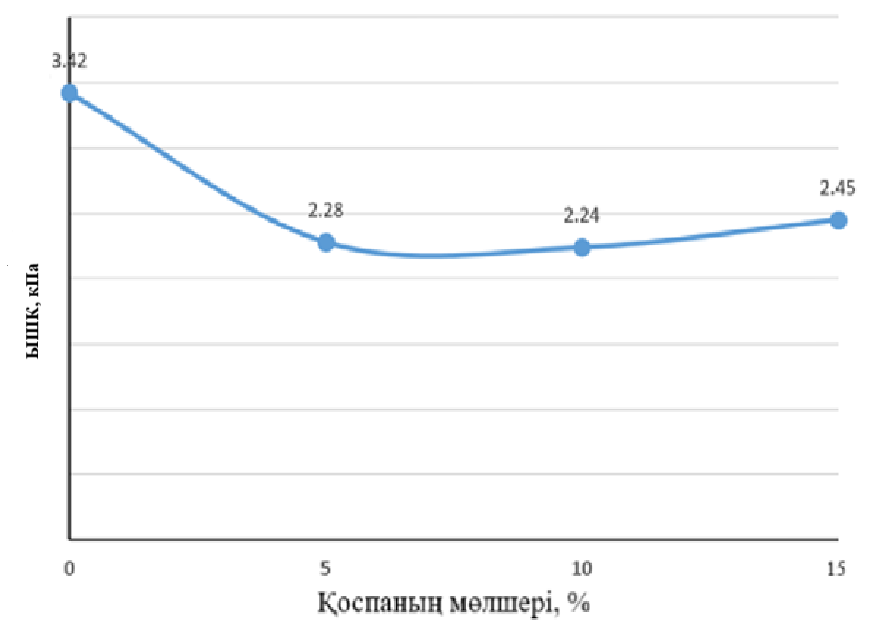 3.42
2.28
2.24
2.45
ЫШК, кПа
0 5 10 15
Қоспаның мөлшері, %